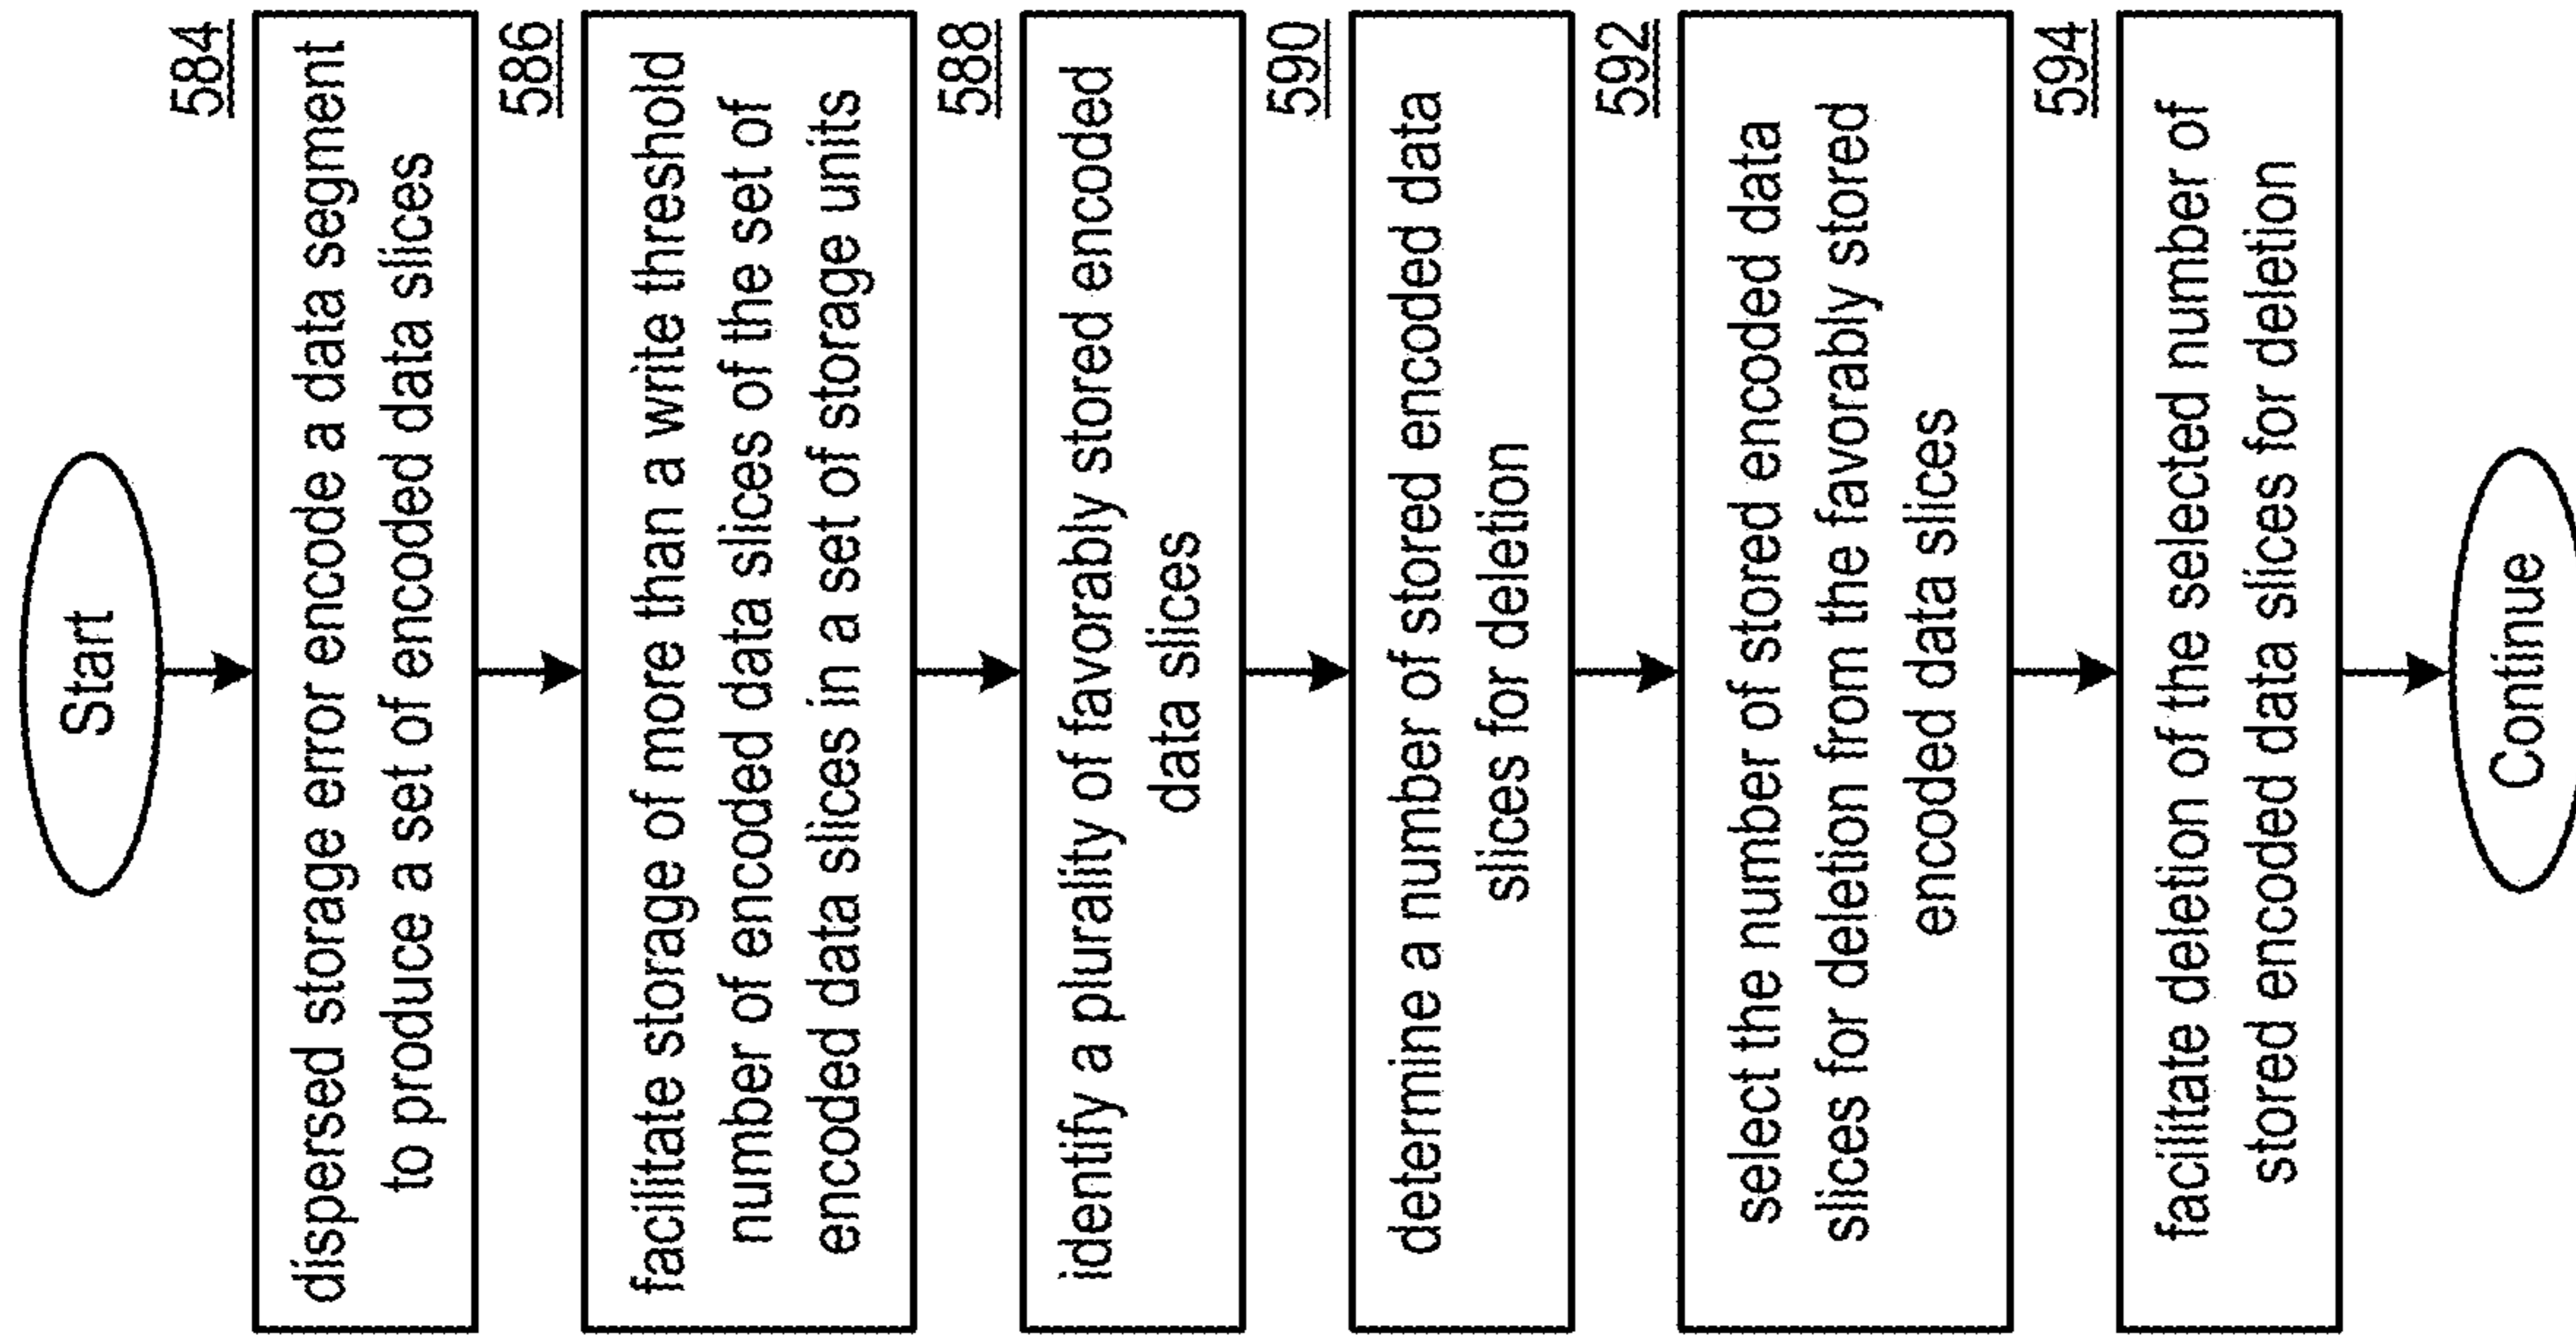 Start
584
dispersed storage error encode a data segment
to produce a set of encoded data slices
586
facilitate storage of more than a write threshold
number of encoded data slices of the set of
encoded data slices in a set of storage units
588
identify a plurality of favorably stored encoded
data slices
590
determine a number of stored encoded data
slices for deletion
592
select the number of stored encoded data
slices for deletion from the favorably stored
encoded data slices
594
facilitate deletion of the selected number of
stored encoded data slices for deletion
Continue